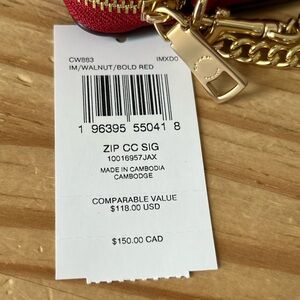 CW883 IMXD0
IM/WALNUT/BOLD RED
1 96395 55041 8
ZIP CC SIG
10016957JAX
MADE IN CAMBODIA
CAMBODGE
COMPARABLE VALUE
$118.00 USD
$150.00 CAD